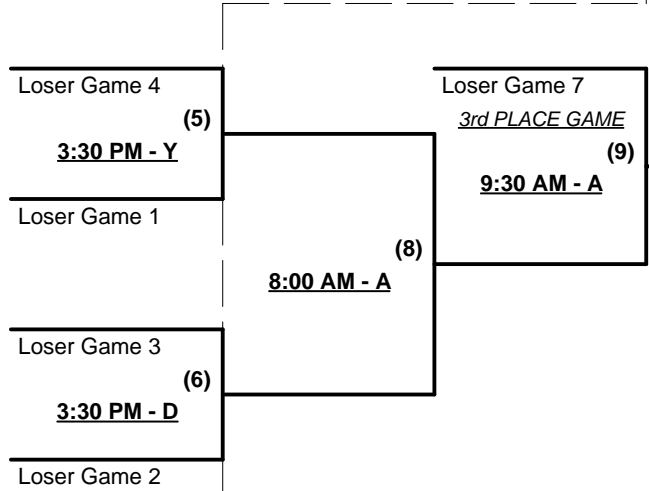 Loser Game 4
(5)
3:30 PM - Y
Loser Game 1
Loser Game 7
3rd PLACE GAME
(9)
9:30 AM - A
(8)
8:00 AM - A
Loser Game 3
(6)
3:30 PM - D
Loser Game 2